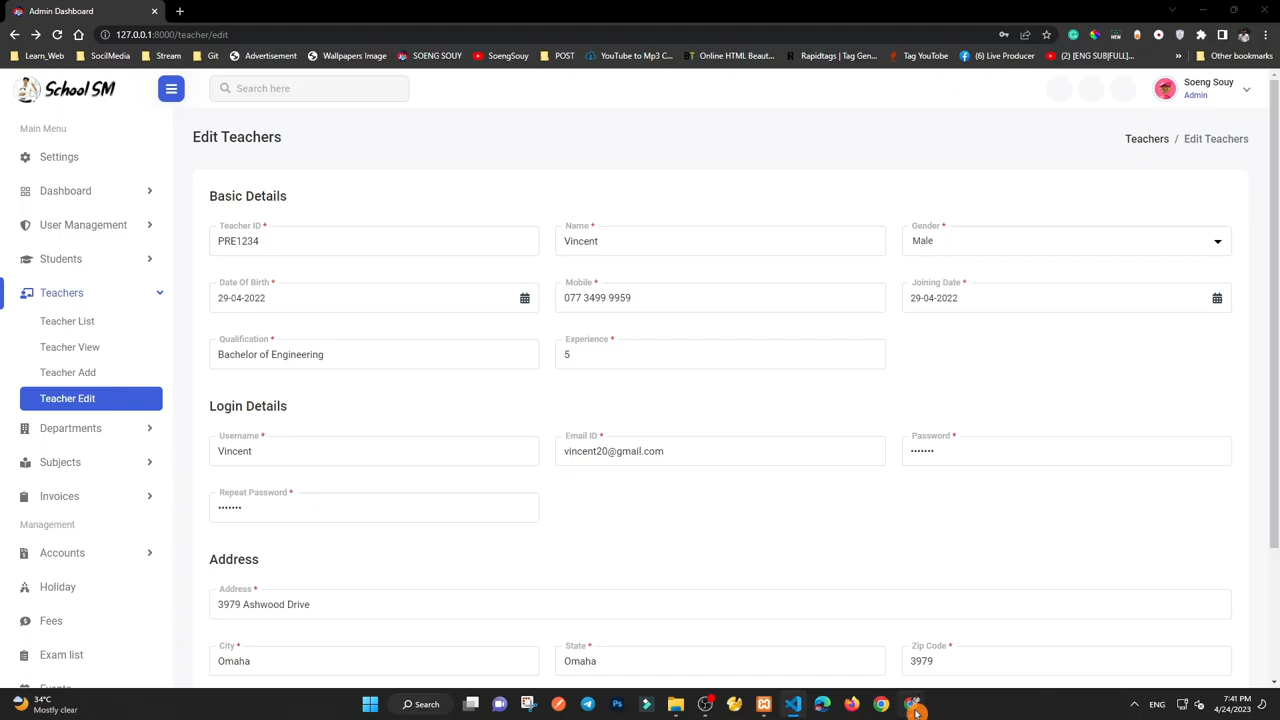 Admin Dashboard
127.0.0.1:8000/teacher/edit
Learn_Web
SocilMedia
Stream
Gb
Advertisement
Wallpapers Image
SOENG SOUY
SoengSouy
POST
YouTube to Mp3 C...
Online HTML Beautif...
Rapidtags | Tag Gen...
Tag YouTube
(6) Live Producer
(2) [ENG SUB|FULL]...
»
Other bookmarks
School SM
Search here
Soeng Souy
Admin
Main Menu
Settings
Dashboard
User Management
Students
Teachers
Teacher List
Teacher View
Teacher Add
Teacher Edit
Departments
Subjects
Invoices
Management
Accounts
Holiday
Fees
Exam list
Edit Teachers
Teachers / Edit Teachers
Basic Details
Teacher ID *
PRE1234
Name *
Vincent
Gender *
Male
Date Of Birth *
29-04-2022
Mobile *
077 3499 9959
Joining Date *
29-04-2022
Qualification *
Bachelor of Engineering
Experience *
5
Login Details
Username *
Vincent
Email ID *
vincent20@gmail.com
Password *
•••••••
Repeat Password *
•••••••
Address
Address *
3979 Ashwood Drive
City *
Omaha
State *
Omaha
Zip Code *
3979
34°C
Mostly clear
Search
ENG
7:41 PM
4/24/2023